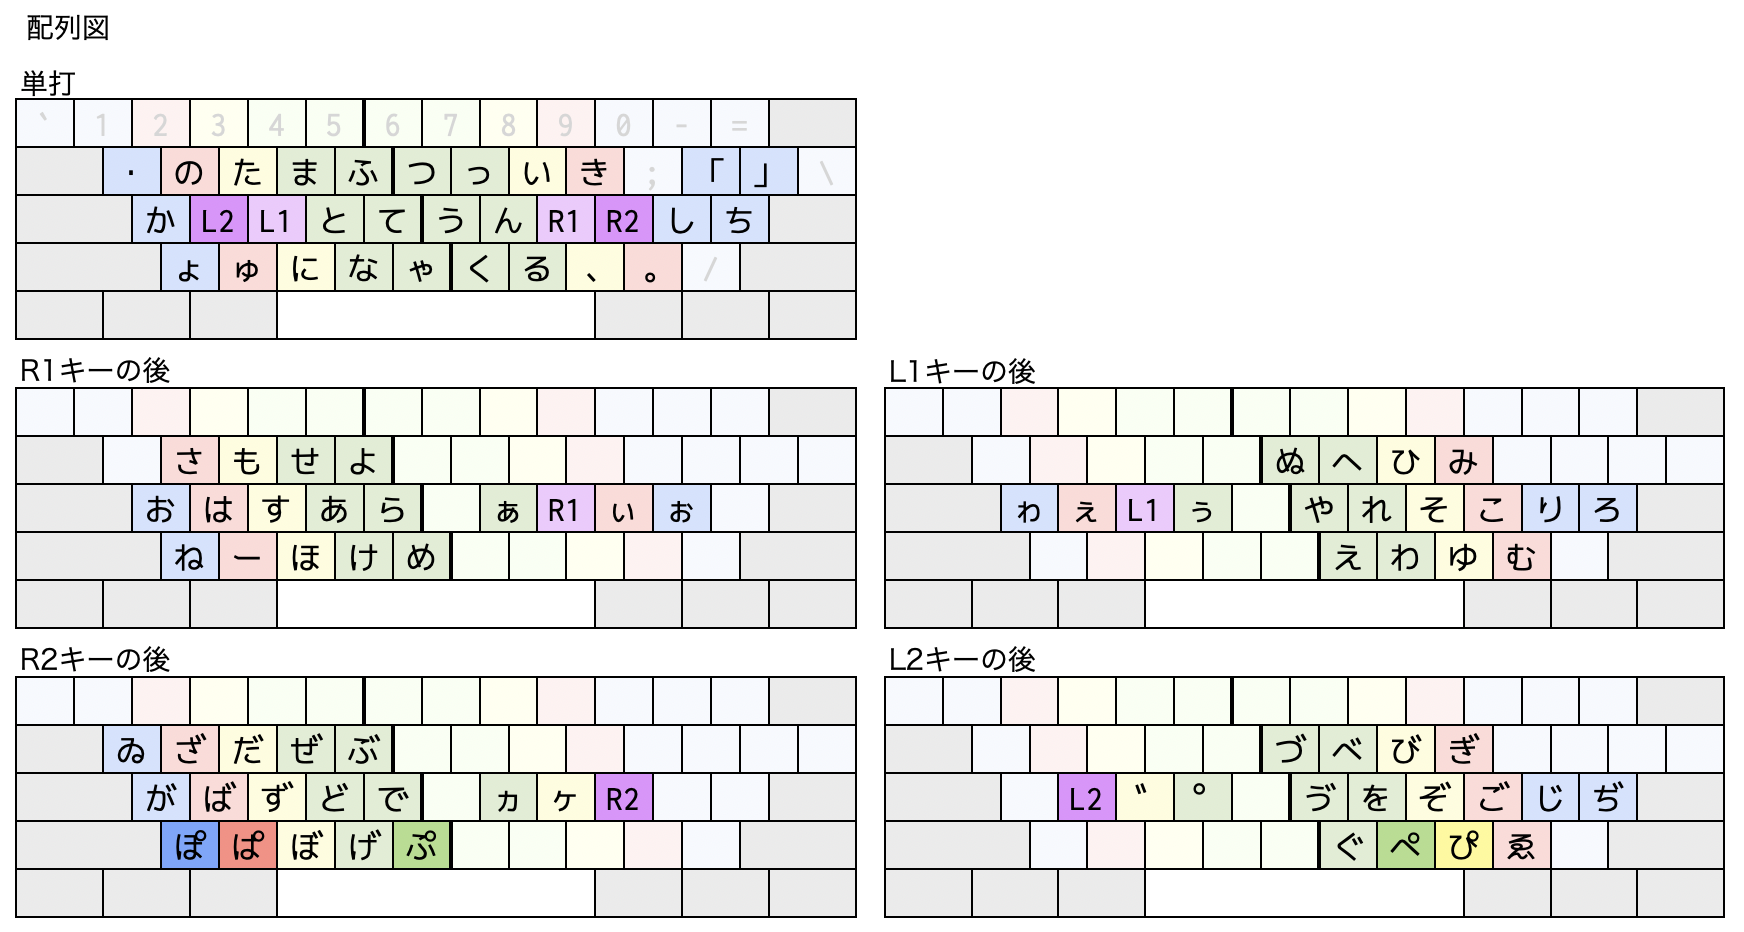 配列図
単打
` 1 2 3 4 5 6 7 8 9 0 - =
・ の た ま ふ つ っ い き ; 「 」 \
か L2 L1 と て う ん R1 R2 し ち
ょ ゅ に な ゃ く る 、 。 /
R1キーの後
さ も せ よ
お は す あ ら ぁ R1 ぃ ぉ
ね ー ほ け め
L1キーの後
ぬ へ ひ み
ゎ ぇ L1 ぅ や れ そ こ り ろ
え わ ゆ む
R2キーの後
ゐ ざ だ ぜ ぶ
が ば ず ど で ヵ ヶ R2
ぽ ぱ ぼ げ ぷ
L2キーの後
づ べ び ぎ
L2 ゛ ゜ ゔ を ぞ ご じ ぢ
ぐ ぺ ぴ ゑ